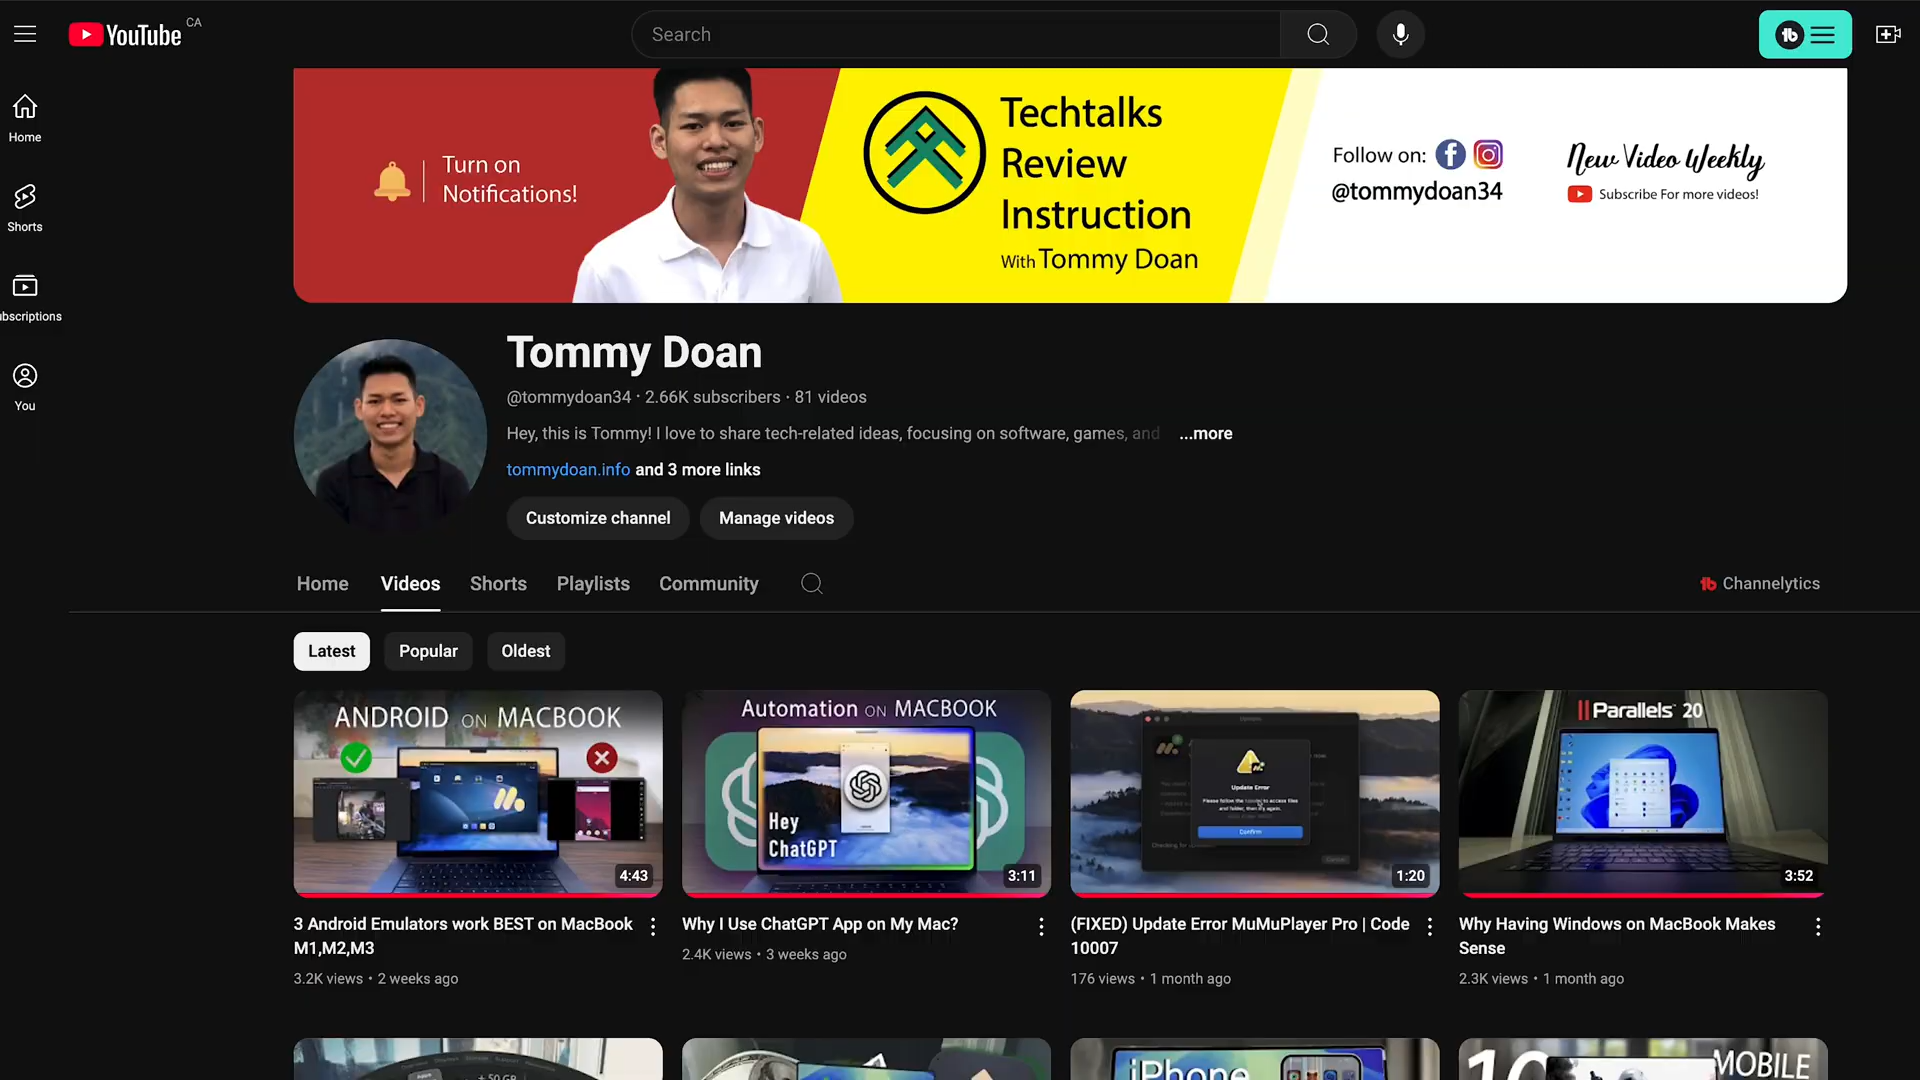 YouTube CA
Search
Home
Shorts
bscriptions
You
Turn on
Notifications!
Techtalks
Review
Instruction
With Tommy Doan
Follow on:
@tommydoan34
New Video Weekly
Subscribe For more videos!
Tommy Doan
@tommydoan34 · 2.66K subscribers · 81 videos
Hey, this is Tommy! I love to share tech-related ideas, focusing on software, games, and ...more
tommydoan.info and 3 more links
Customize channel
Manage videos
Home
Videos
Shorts
Playlists
Community
Channelytics
Latest
Popular
Oldest
ANDROID ON MACBOOK
4:43
3 Android Emulators work BEST on MacBook
M1,M2,M3
3.2K views • 2 weeks ago
Automation ON MACBOOK
Hey
ChatGPT
3:11
Why I Use ChatGPT App on My Mac?
2.4K views • 3 weeks ago
Update Error
Confirm
1:20
(FIXED) Update Error MuMuPlayer Pro | Code
10007
176 views • 1 month ago
Parallels 20
3:52
Why Having Windows on MacBook Makes
Sense
2.3K views • 1 month ago
+50 GB
iPhone
10
MOBILE